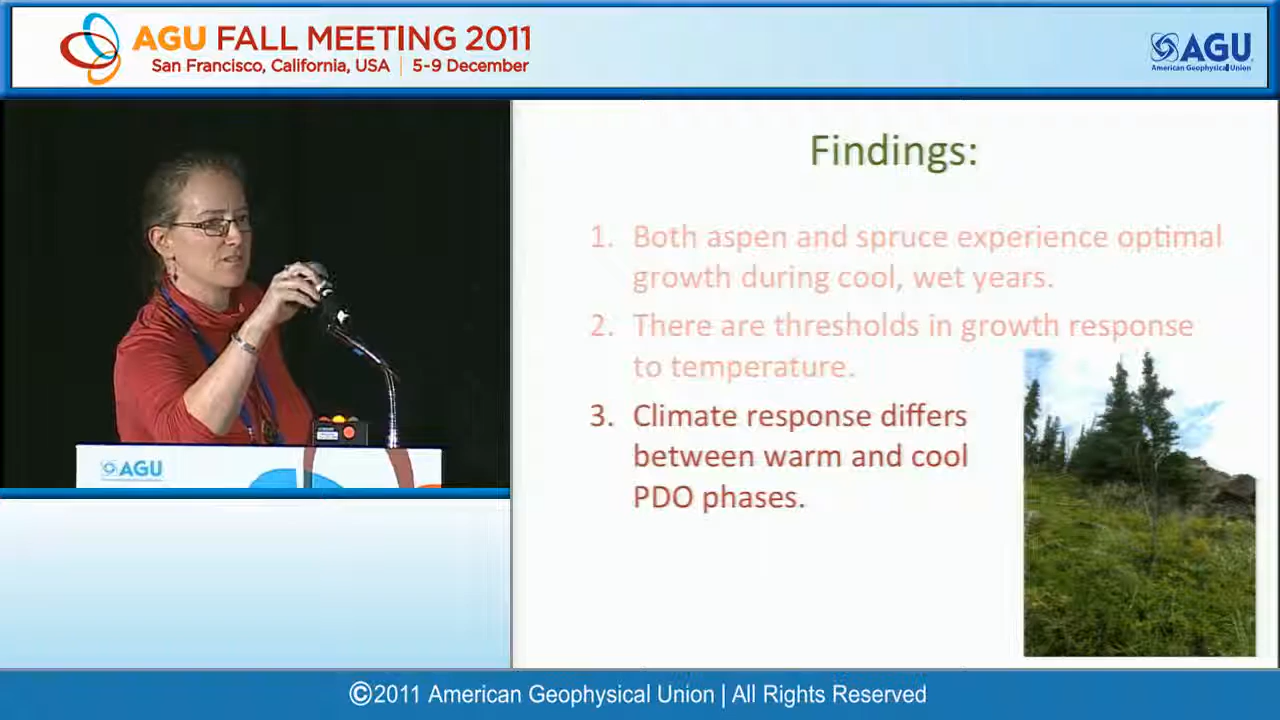 AGU FALL MEETING 2011
San Francisco, California, USA | 5-9 December
AGU
American Geophysical Union
Findings:
1. Both aspen and spruce experience optimal
growth during cool, wet years.
2. There are thresholds in growth response
to temperature.
3. Climate response differs
between warm and cool
PDO phases.
AGU
©2011 American Geophysical Union | All Rights Reserved